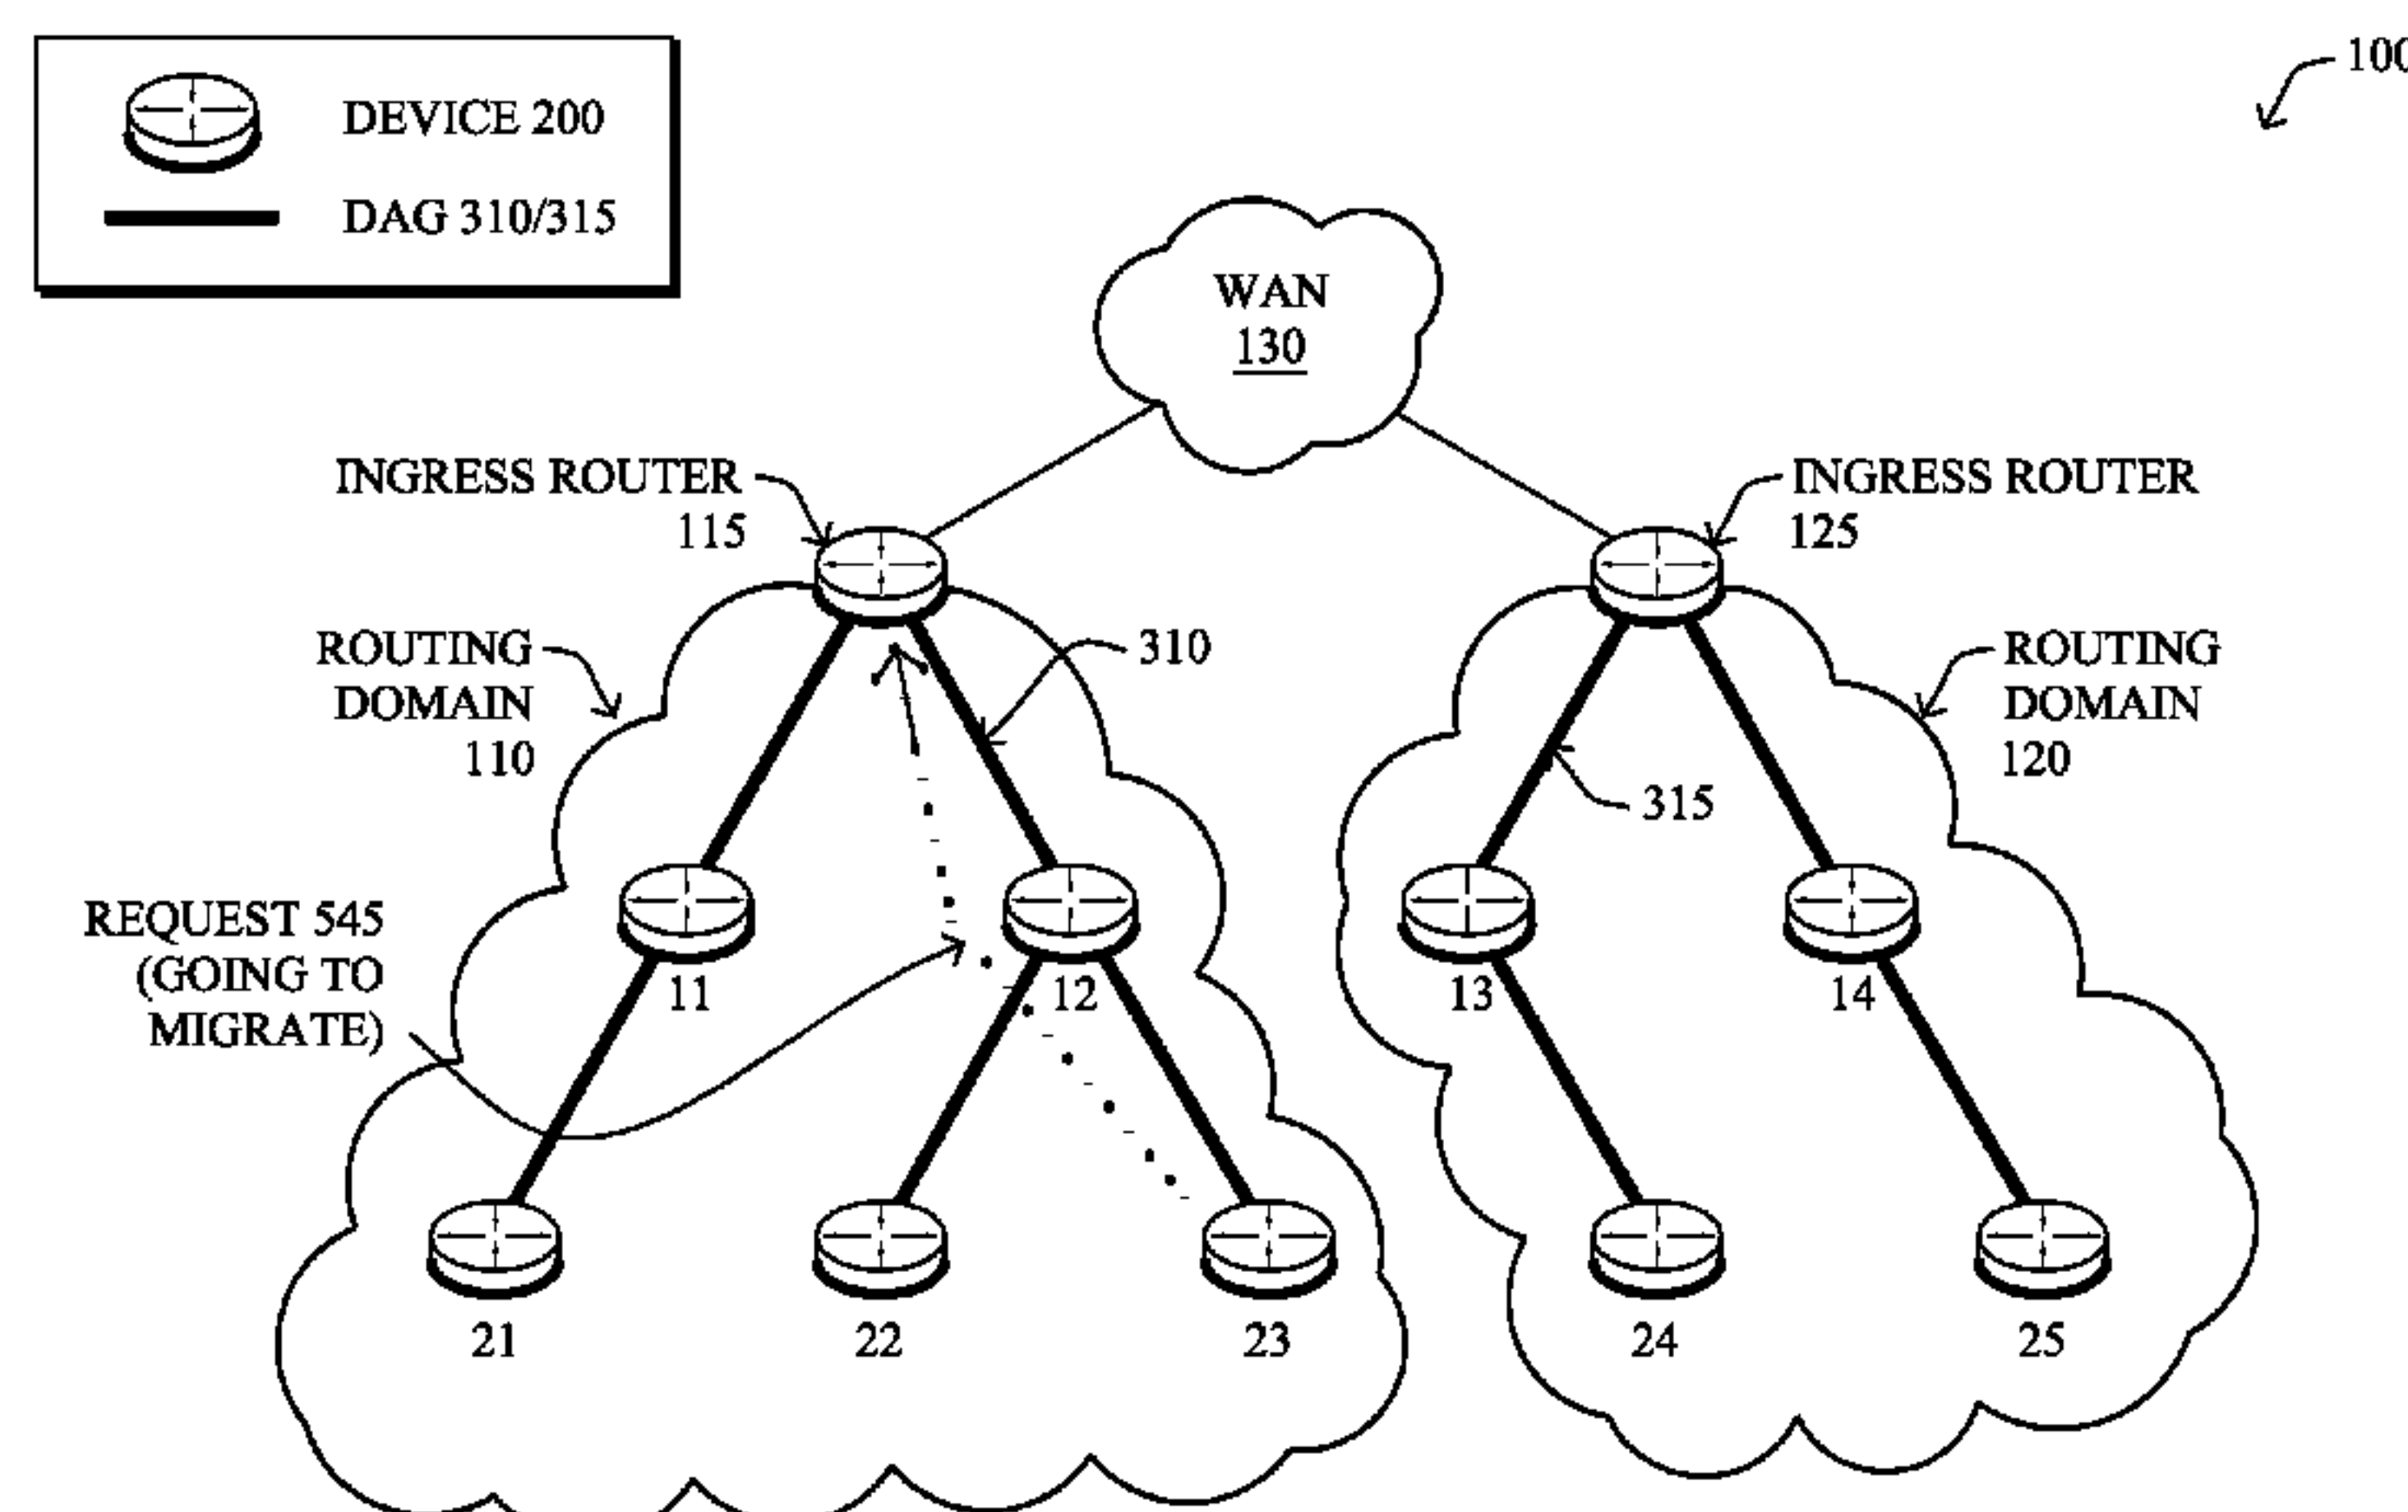 DEVICE 200
DAG 310/315
100
WAN
130
INGRESS ROUTER
115
INGRESS ROUTER
125
ROUTING
DOMAIN
110
310
ROUTING
DOMAIN
120
315
REQUEST 545
(GOING TO
MIGRATE)
11
12
13
14
21
22
23
24
25